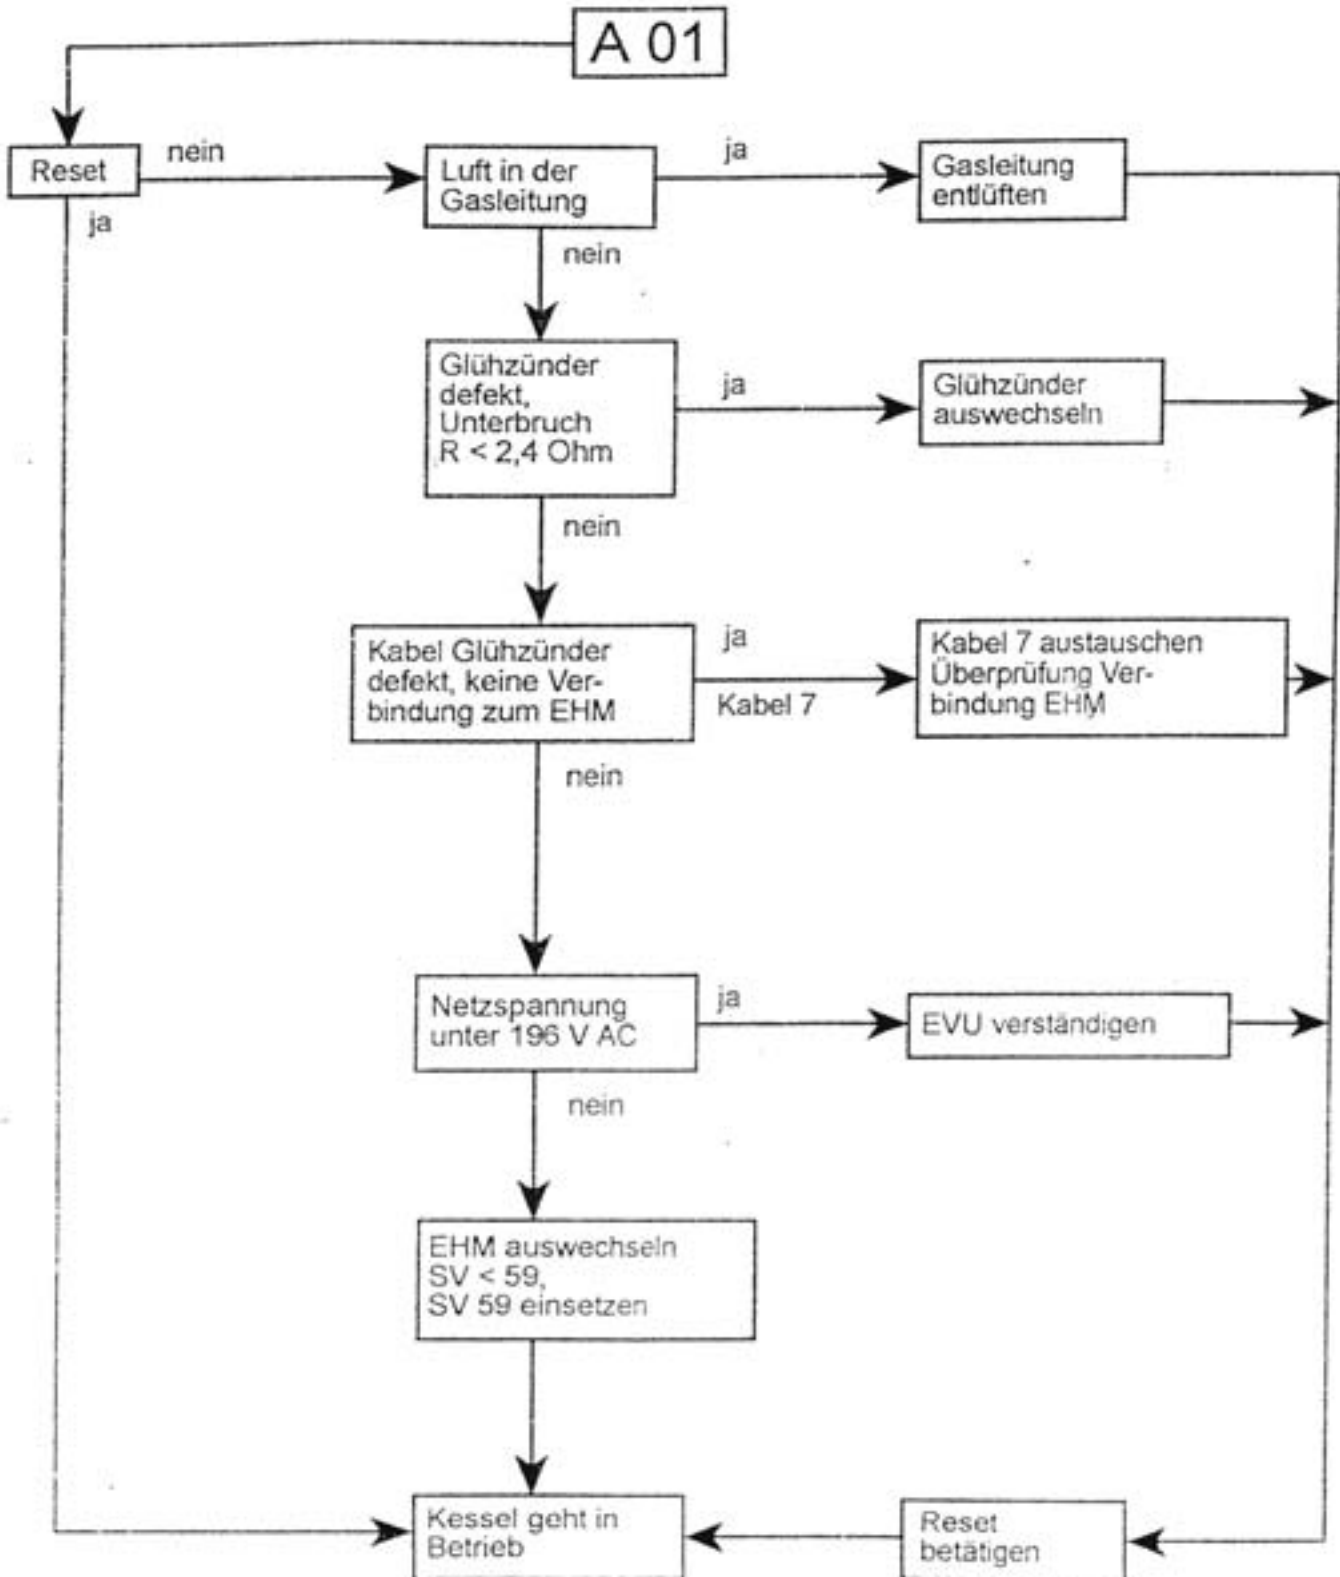 A 01
Reset
nein
ja
Luft in der
Gasleitung
ja
nein
Gasleitung
entlüften
Glühzünder
defekt,
Unterbruch
R < 2,4 Ohm
ja
nein
Glühzünder
auswechseln
Kabel Glühzünder
defekt, keine Ver-
bindung zum EHM
ja
Kabel 7
nein
Kabel 7 austauschen
Überprüfung Ver-
bindung EHM
Netzspannung
unter 196 V AC
ja
nein
EVU verständigen
EHM auswechseln
SV < 59,
SV 59 einsetzen
Kessel geht in
Betrieb
Reset
betätigen